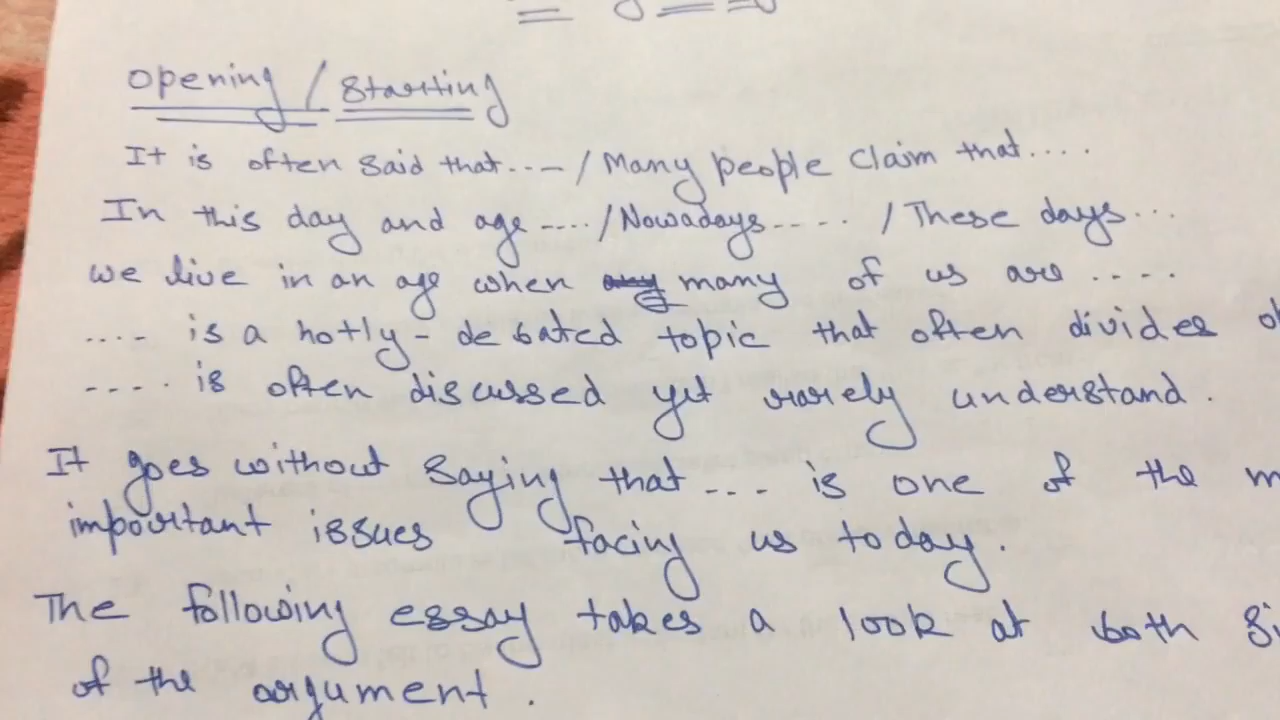 Opening / Starting
It is often said that..-- / Many people claim that....
In this day and age --... / Nowadays.---- / These days...
we live in an age when many of us are ....
---. is a hotly-debated topic that often divides
---. is often discussed yet rarely understand.
It goes without saying that--.. is one of the
important issues facing us today.
The following essay takes a look at both
of the argument.